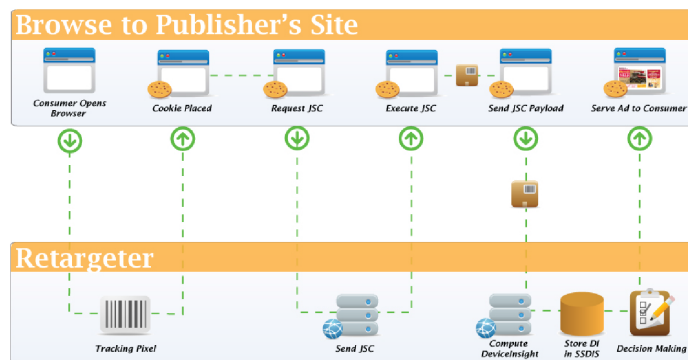 Browse to Publisher's Site
Consumer Opens
Browser
Cookie Placed
Request JSC
Execute JSC
Send JSC Payload
Serve Ad to Consumer
Retargeter
Tracking Pixel
Send JSC
Compute
DeviceInsight
Store DI
in SSDIS
Decision Making